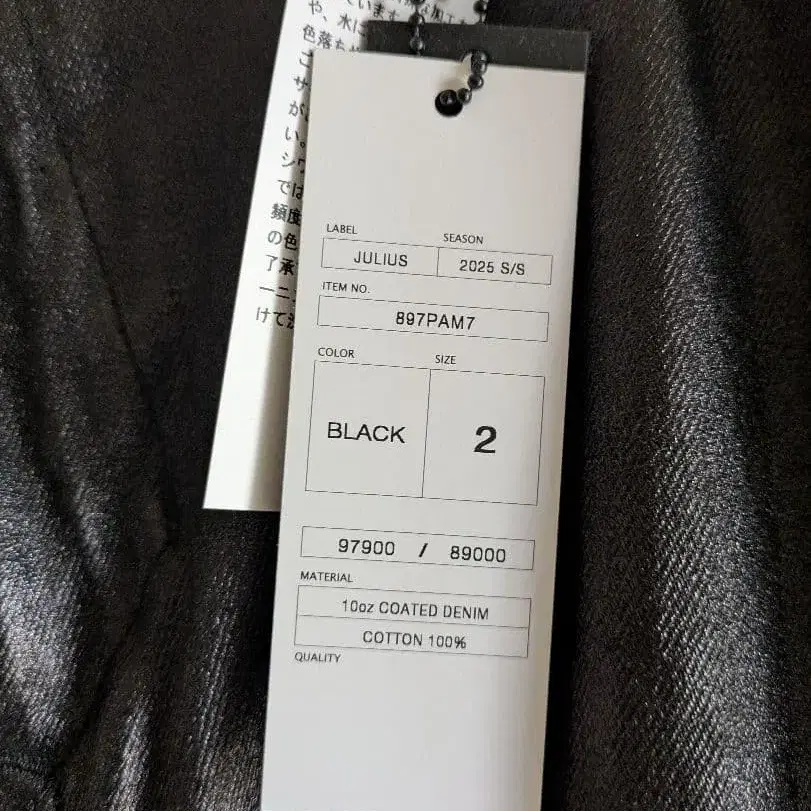 や、水に
色落ち
サ
が
い。
シワ
では
頻度
の色
了承
ーニ
けて
LABEL
SEASON
JULIUS
2025 S/S
ITEM NO.
897PAM7
COLOR
SIZE
BLACK
2
97900 / 89000
MATERIAL
10oz COATED DENIM
COTTON 100%
QUALITY